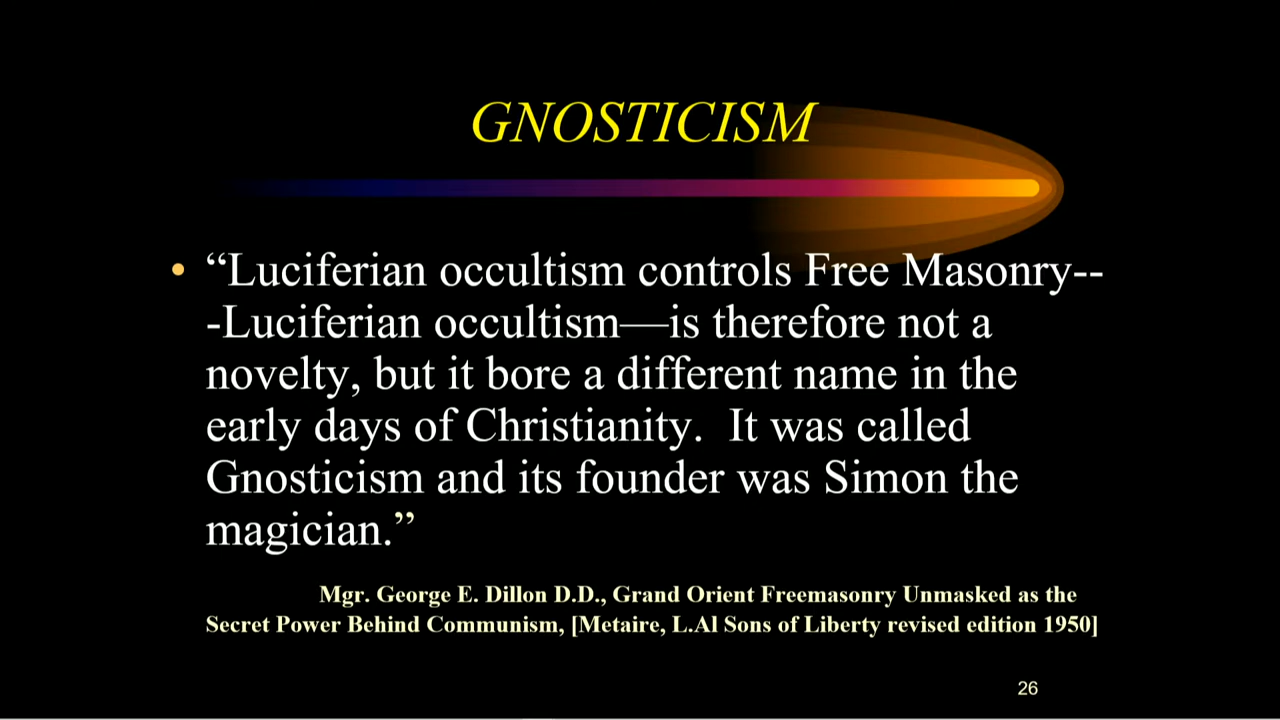 GNOSTICISM
• “Luciferian occultism controls Free Masonry--
-Luciferian occultism—is therefore not a
novelty, but it bore a different name in the
early days of Christianity.  It was called
Gnosticism and its founder was Simon the
magician.”
Mgr. George E. Dillon D.D., Grand Orient Freemasonry Unmasked as the
Secret Power Behind Communism, [Metaire, L.Al Sons of Liberty revised edition 1950]
26